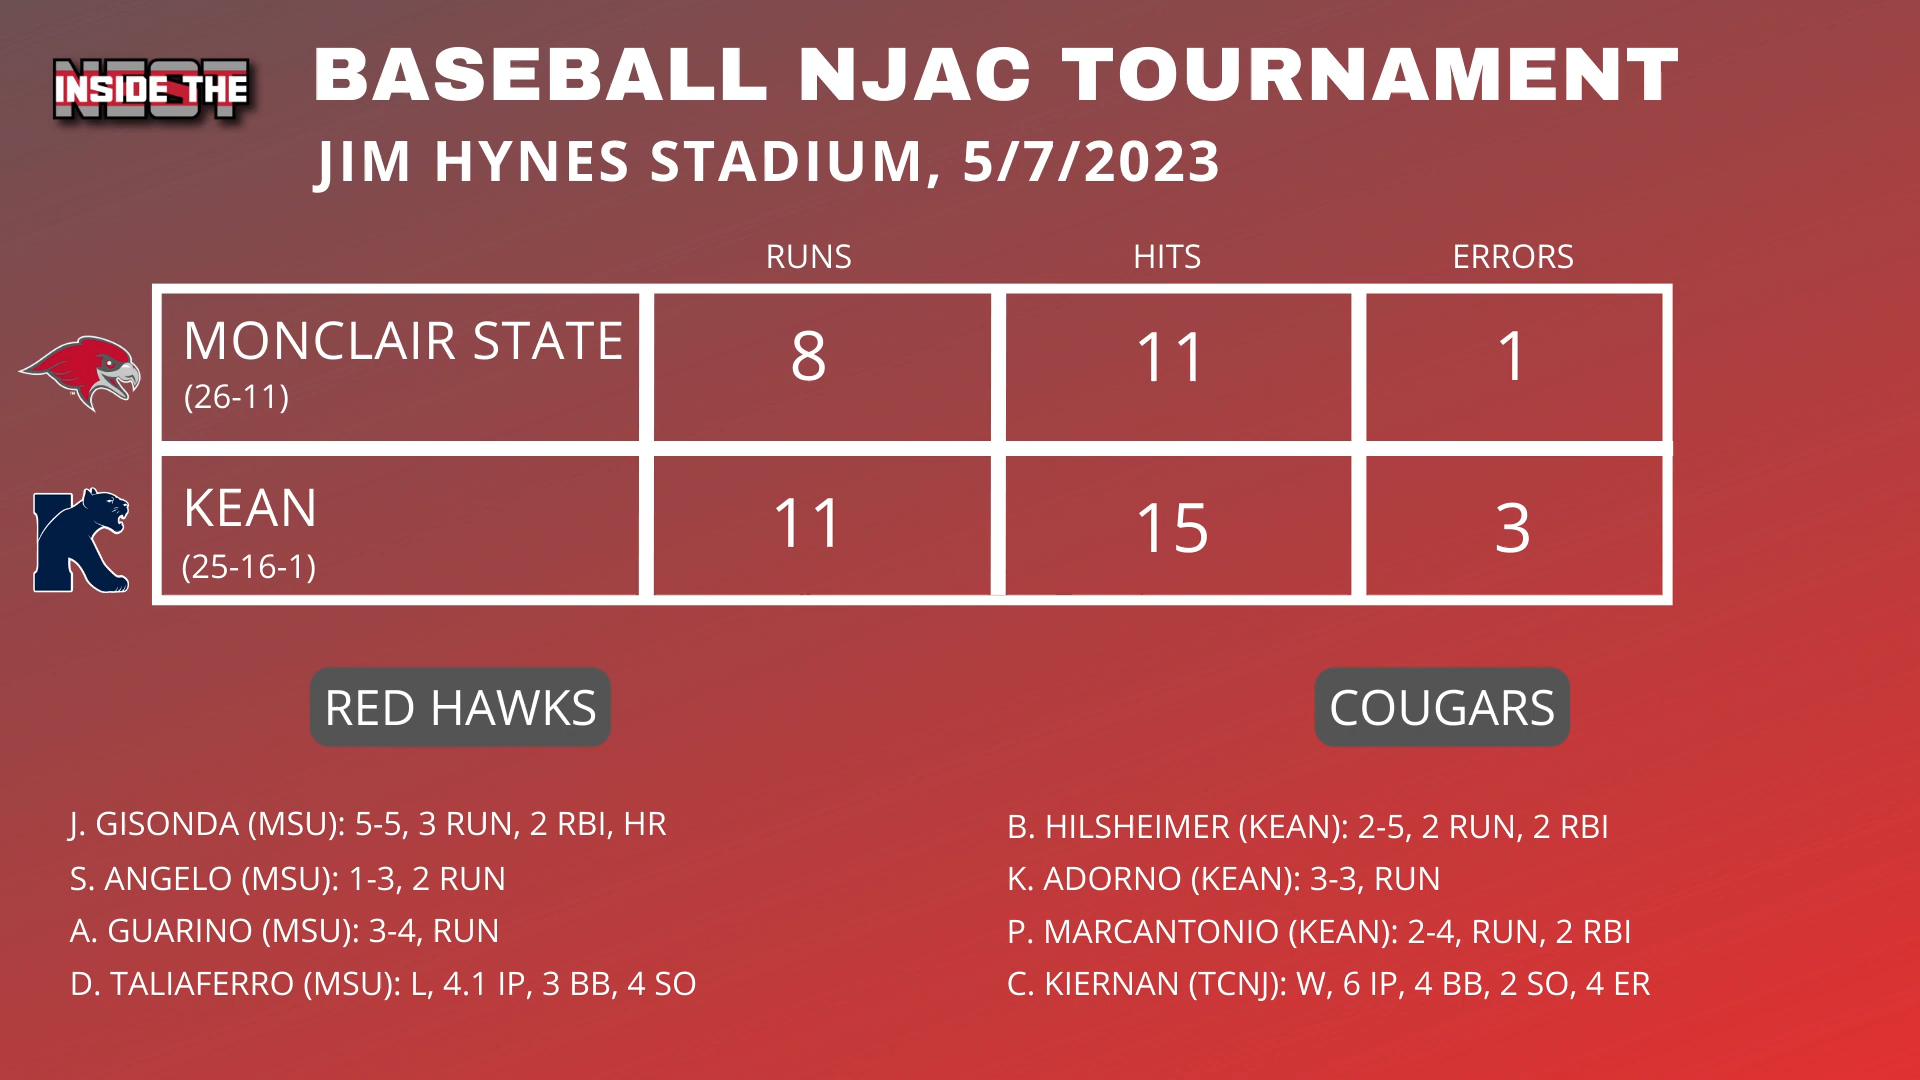 NEST
INSIDE THE
BASEBALL NJAC TOURNAMENT
JIM HYNES STADIUM, 5/7/2023
RUNS HITS ERRORS
MONCLAIR STATE 8 11 1
(26-11)
KEAN 11 15 3
(25-16-1)
RED HAWKS COUGARS
J. GISONDA (MSU): 5-5, 3 RUN, 2 RBI, HR
S. ANGELO (MSU): 1-3, 2 RUN
A. GUARINO (MSU): 3-4, RUN
D. TALIAFERRO (MSU): L, 4.1 IP, 3 BB, 4 SO
B. HILSHEIMER (KEAN): 2-5, 2 RUN, 2 RBI
K. ADORNO (KEAN): 3-3, RUN
P. MARCANTONIO (KEAN): 2-4, RUN, 2 RBI
C. KIERNAN (TCNJ): W, 6 IP, 4 BB, 2 SO, 4 ER